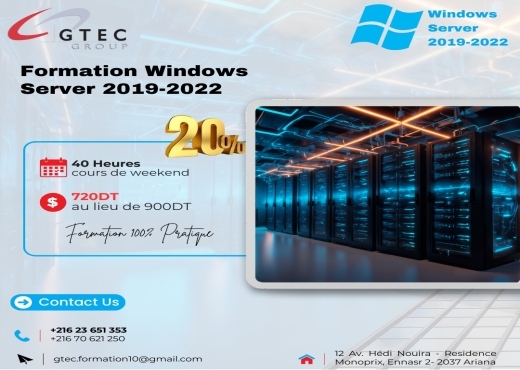 GTEC
GROUP
Windows
Server
2019-2022
Formation Windows
Server 2019-2022
20%
40 Heures
cours de weekend
720DT
au lieu de 900DT
Formation 100% Pratique
Contact Us
+216 23 651 353
+216 70 621 250
gtec.formation10@gmail.com
12 Av. Hédi Nouira - Residence
Monoprix, Ennasr 2- 2037 Ariana